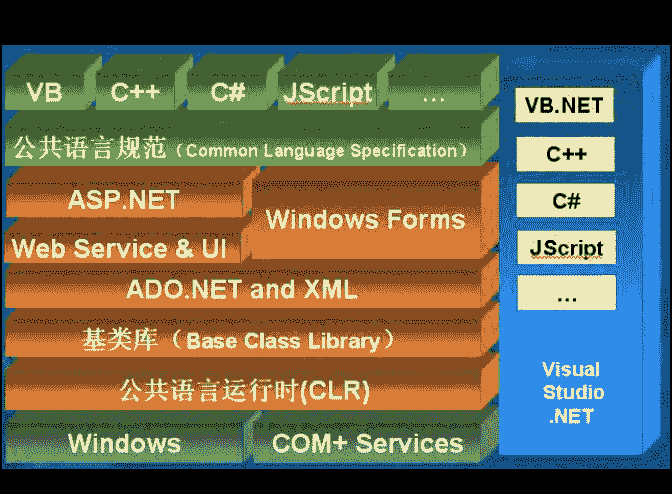 VB C++ C# JScript ...
公共语言规范（Common Language Specification）
ASP.NET
Windows Forms
Web Service & UI
ADO.NET and XML
基类库（Base Class Library）
公共语言运行时(CLR)
Windows COM+ Services
VB.NET
C++
C#
JScript
...
Visual
Studio
.NET